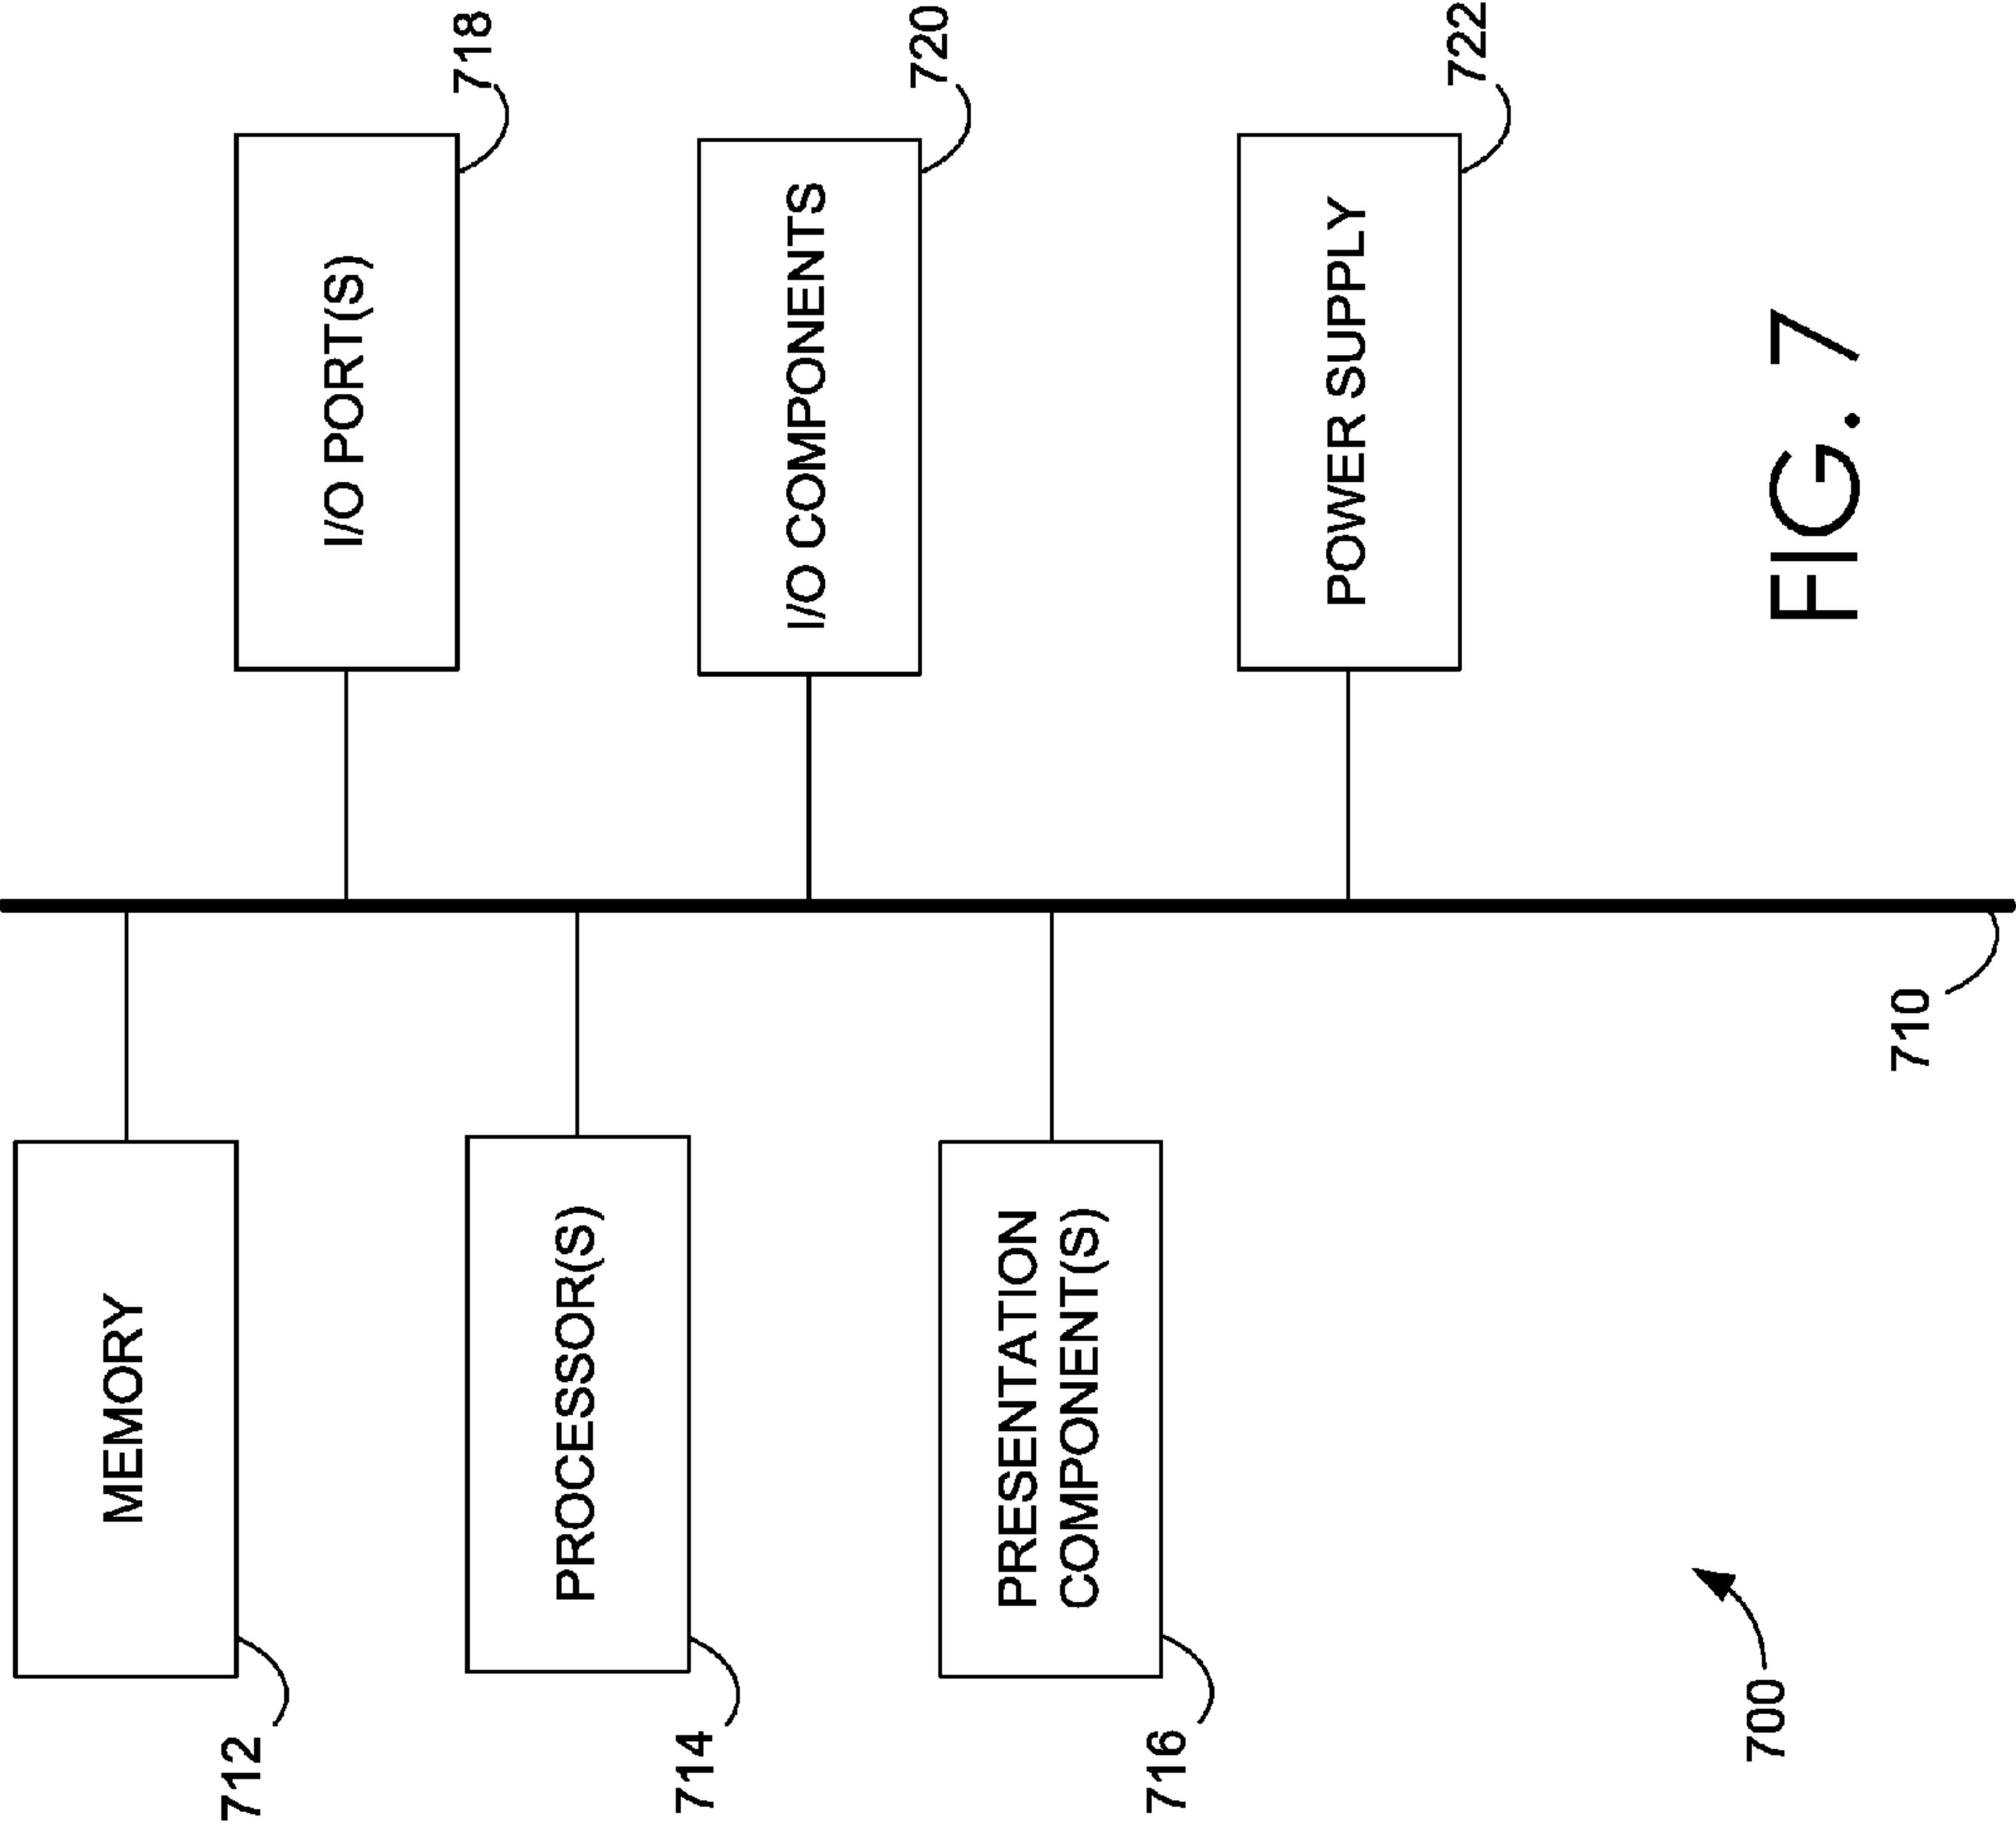 MEMORY
712
I/O PORT(S)
718
PROCESSOR(S)
714
I/O COMPONENTS
720
PRESENTATION
COMPONENT(S)
716
POWER SUPPLY
722
710
700
FIG. 7